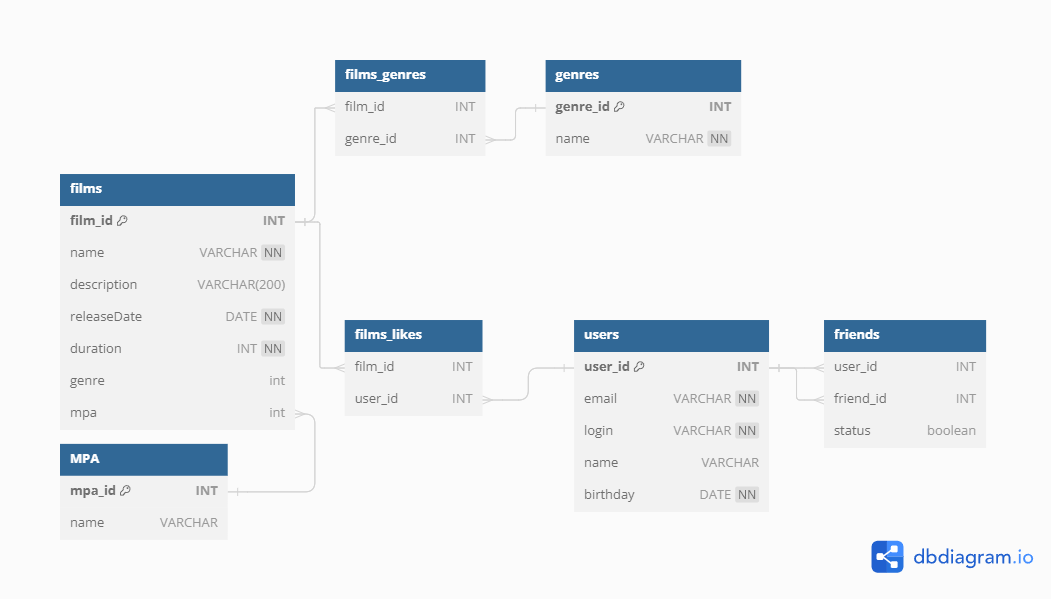 films_genres
film_id INT
genre_id INT
genres
genre_id INT
name VARCHAR NN
films
film_id INT
name VARCHAR NN
description VARCHAR(200)
releaseDate DATE NN
duration INT NN
genre int
mpa int
films_likes
film_id INT
user_id INT
users
user_id INT
email VARCHAR NN
login VARCHAR NN
name VARCHAR
birthday DATE NN
friends
user_id INT
friend_id INT
status boolean
MPA
mpa_id INT
name VARCHAR
dbdiagram.io